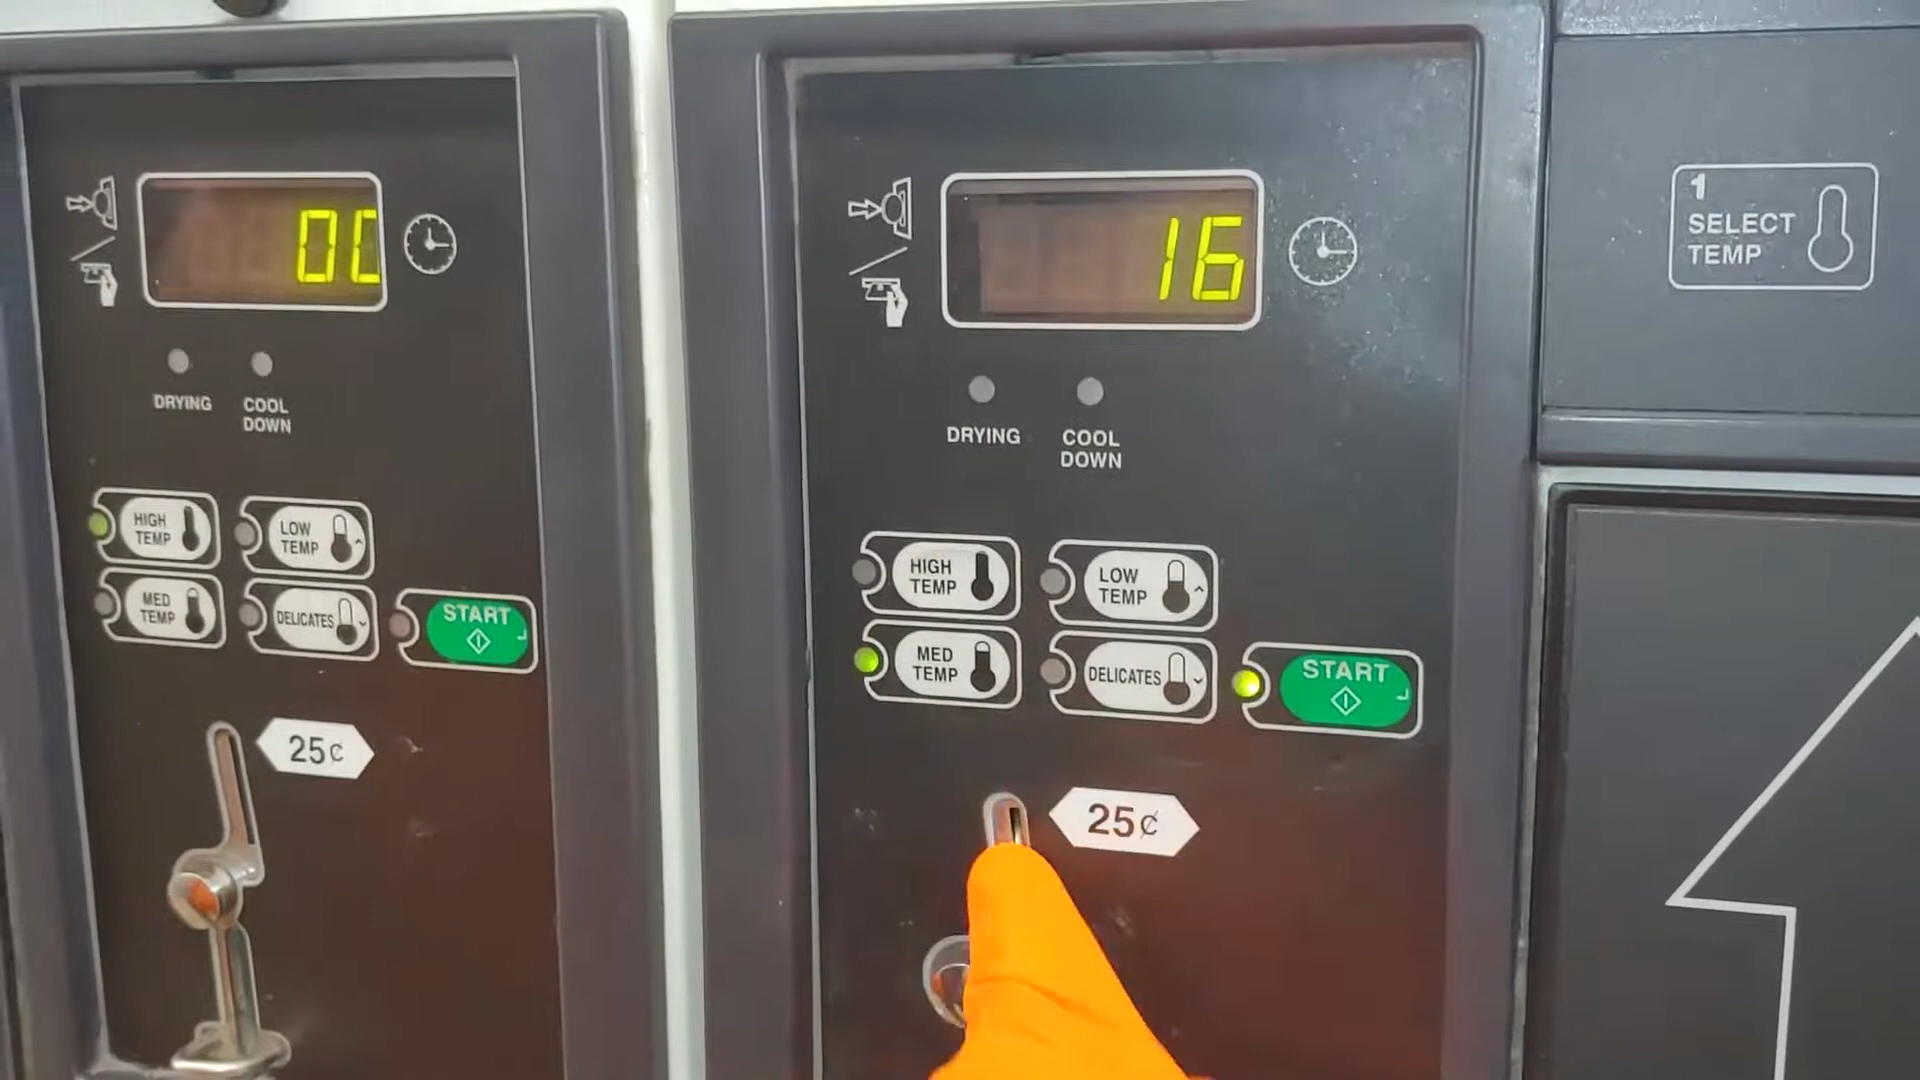 00
DRYING
COOL
DOWN
HIGH
TEMP
LOW
TEMP
MED
TEMP
DELICATES
START
25¢
16
DRYING
COOL
DOWN
HIGH
TEMP
LOW
TEMP
MED
TEMP
DELICATES
START
25¢
1
SELECT
TEMP